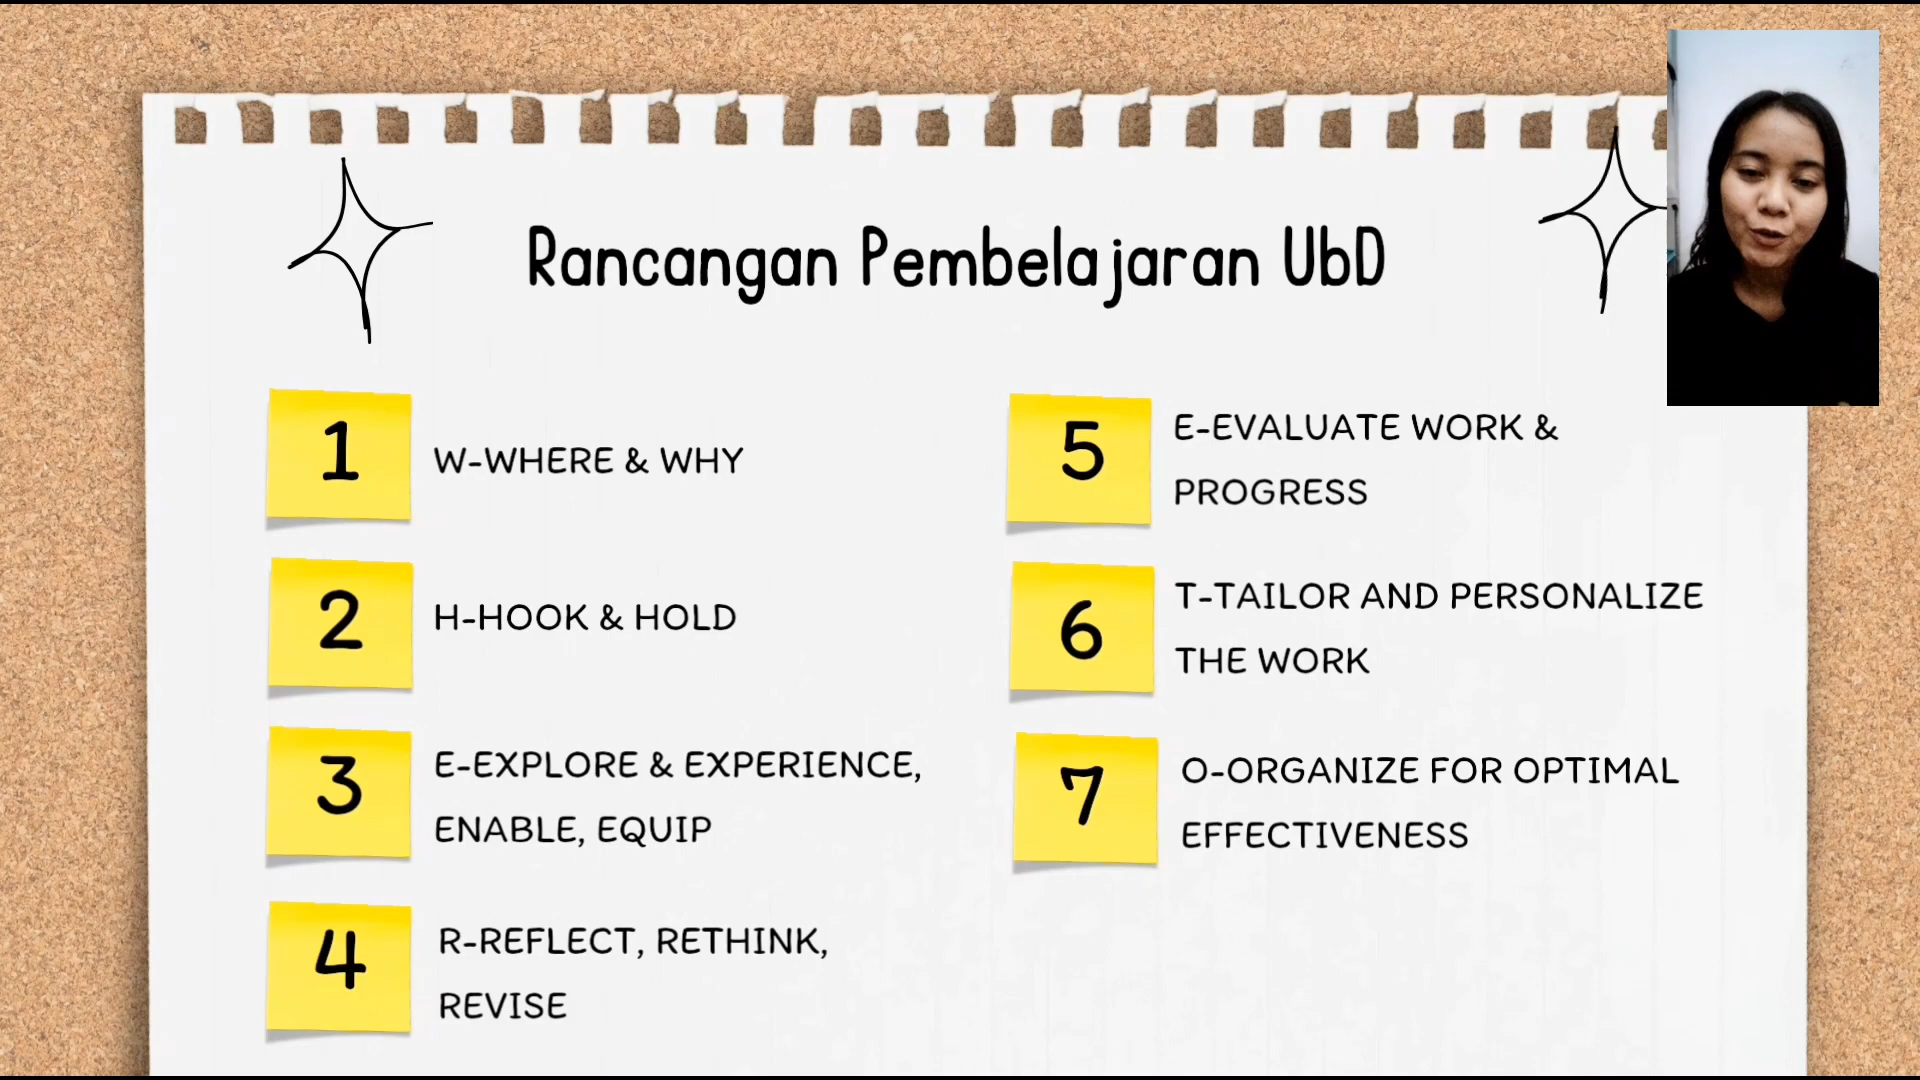 Rancangan Pembelajaran UbD
1
W-WHERE & WHY
2
H-HOOK & HOLD
3
E-EXPLORE & EXPERIENCE,
ENABLE, EQUIP
4
R-REFLECT, RETHINK,
REVISE
5
E-EVALUATE WORK &
PROGRESS
6
T-TAILOR AND PERSONALIZE
THE WORK
7
O-ORGANIZE FOR OPTIMAL
EFFECTIVENESS